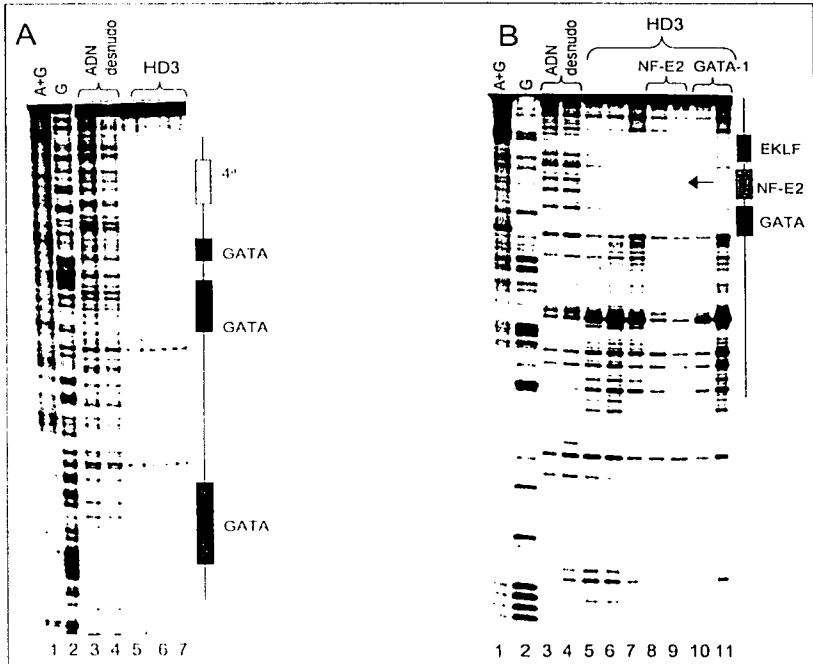 A
A+G
G
ADN
desnudo
HD3
4ª
GATA
GATA
GATA
1 2 3 4 5 6 7
B
A+G
G
ADN
desnudo
HD3
NF-E2 GATA-1
EKLF
NF-E2
GATA
1 2 3 4 5 6 7 8 9 10 11